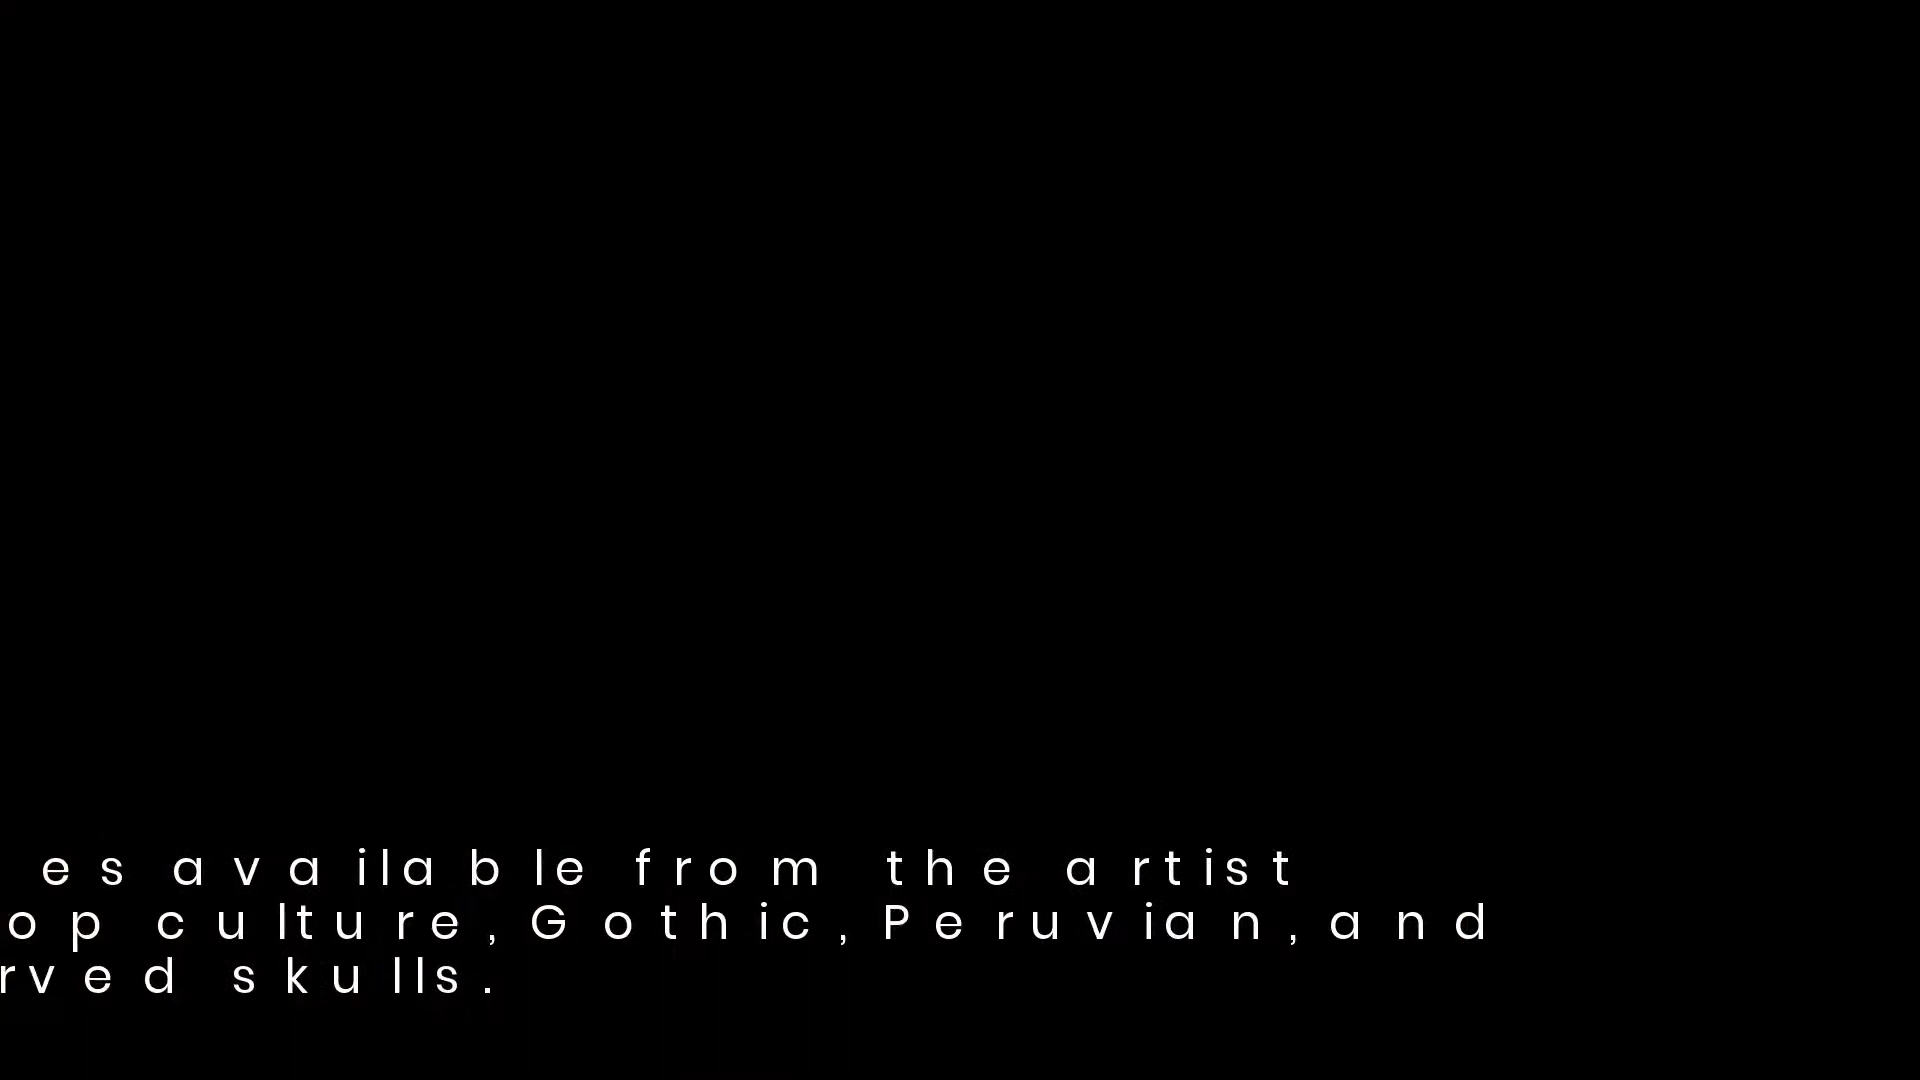 es available from the artist
op culture, Gothic, Peruvian, and
rved skulls.